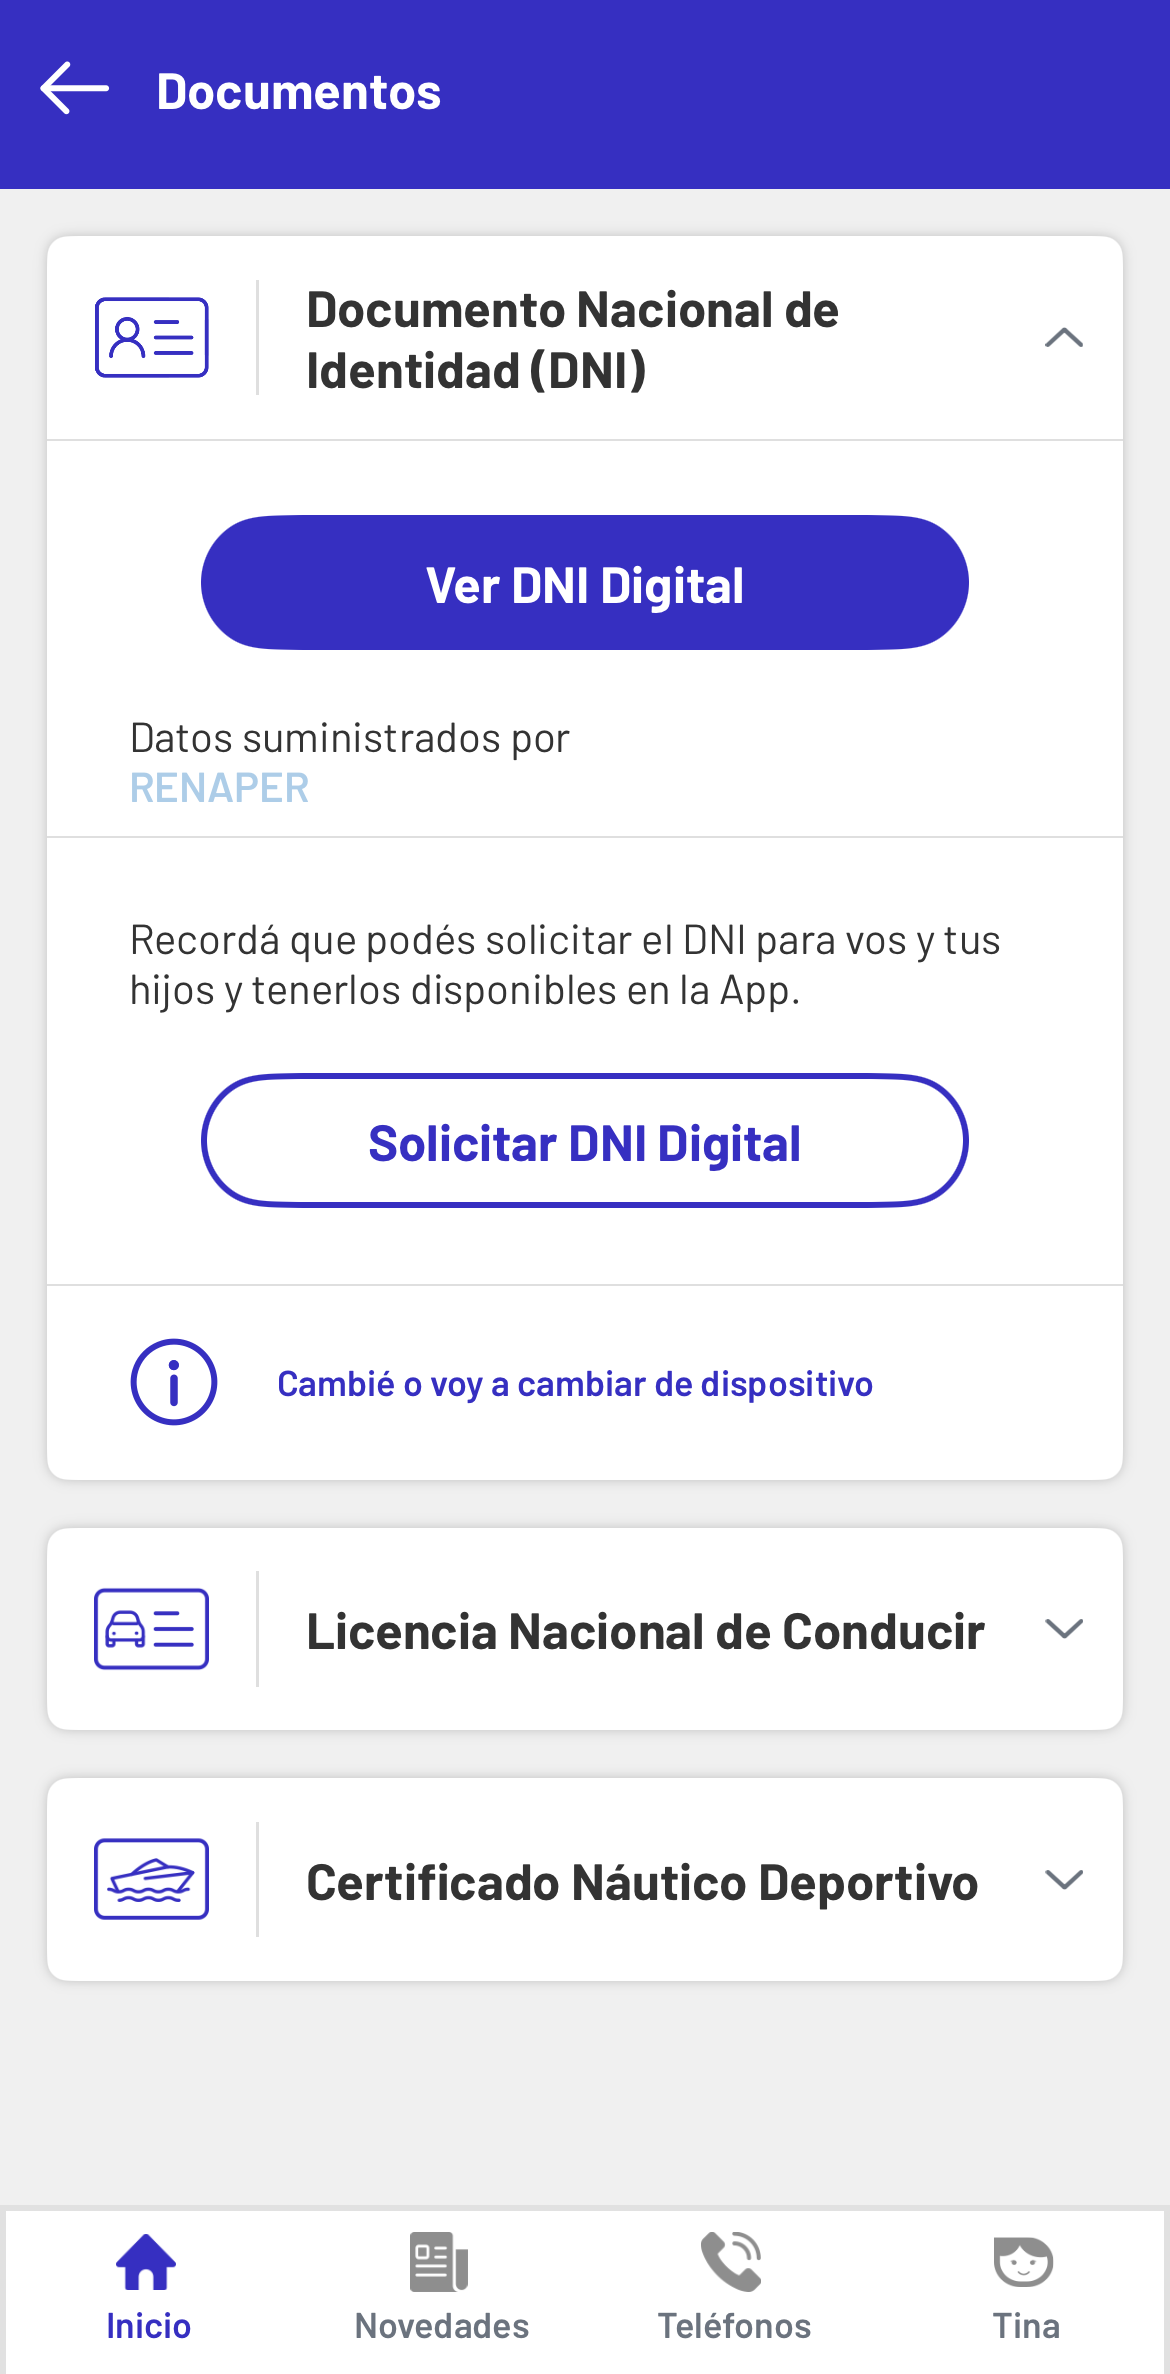 Documentos
Documento Nacional de
Identidad (DNI)
Ver DNI Digital
Datos suministrados por
RENAPER
Recordá que podés solicitar el DNI para vos y tus
hijos y tenerlos disponibles en la App.
Solicitar DNI Digital
Cambié o voy a cambiar de dispositivo
Licencia Nacional de Conducir
Certificado Náutico Deportivo
Inicio
Novedades
Teléfonos
Tina